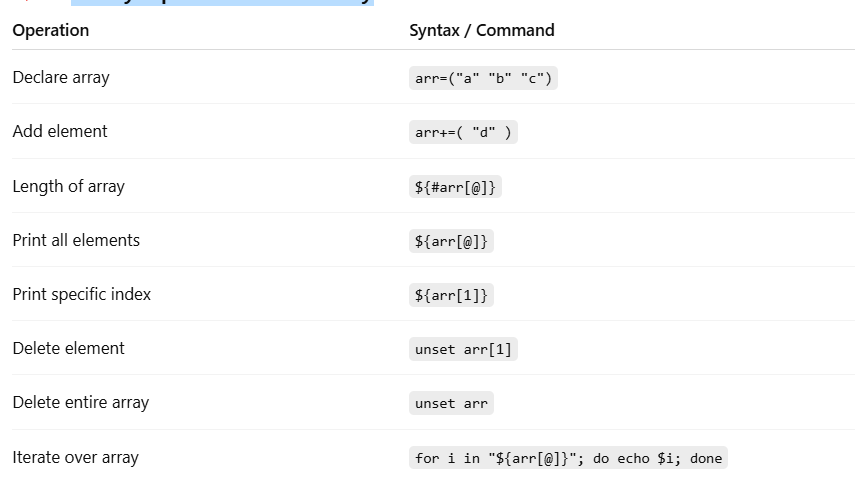 Operation Syntax / Command
Declare array arr=("a" "b" "c")
Add element arr+=( "d" )
Length of array ${#arr[@]}
Print all elements ${arr[@]}
Print specific index ${arr[1]}
Delete element unset arr[1]
Delete entire array unset arr
Iterate over array for i in "${arr[@]}"; do echo $i; done